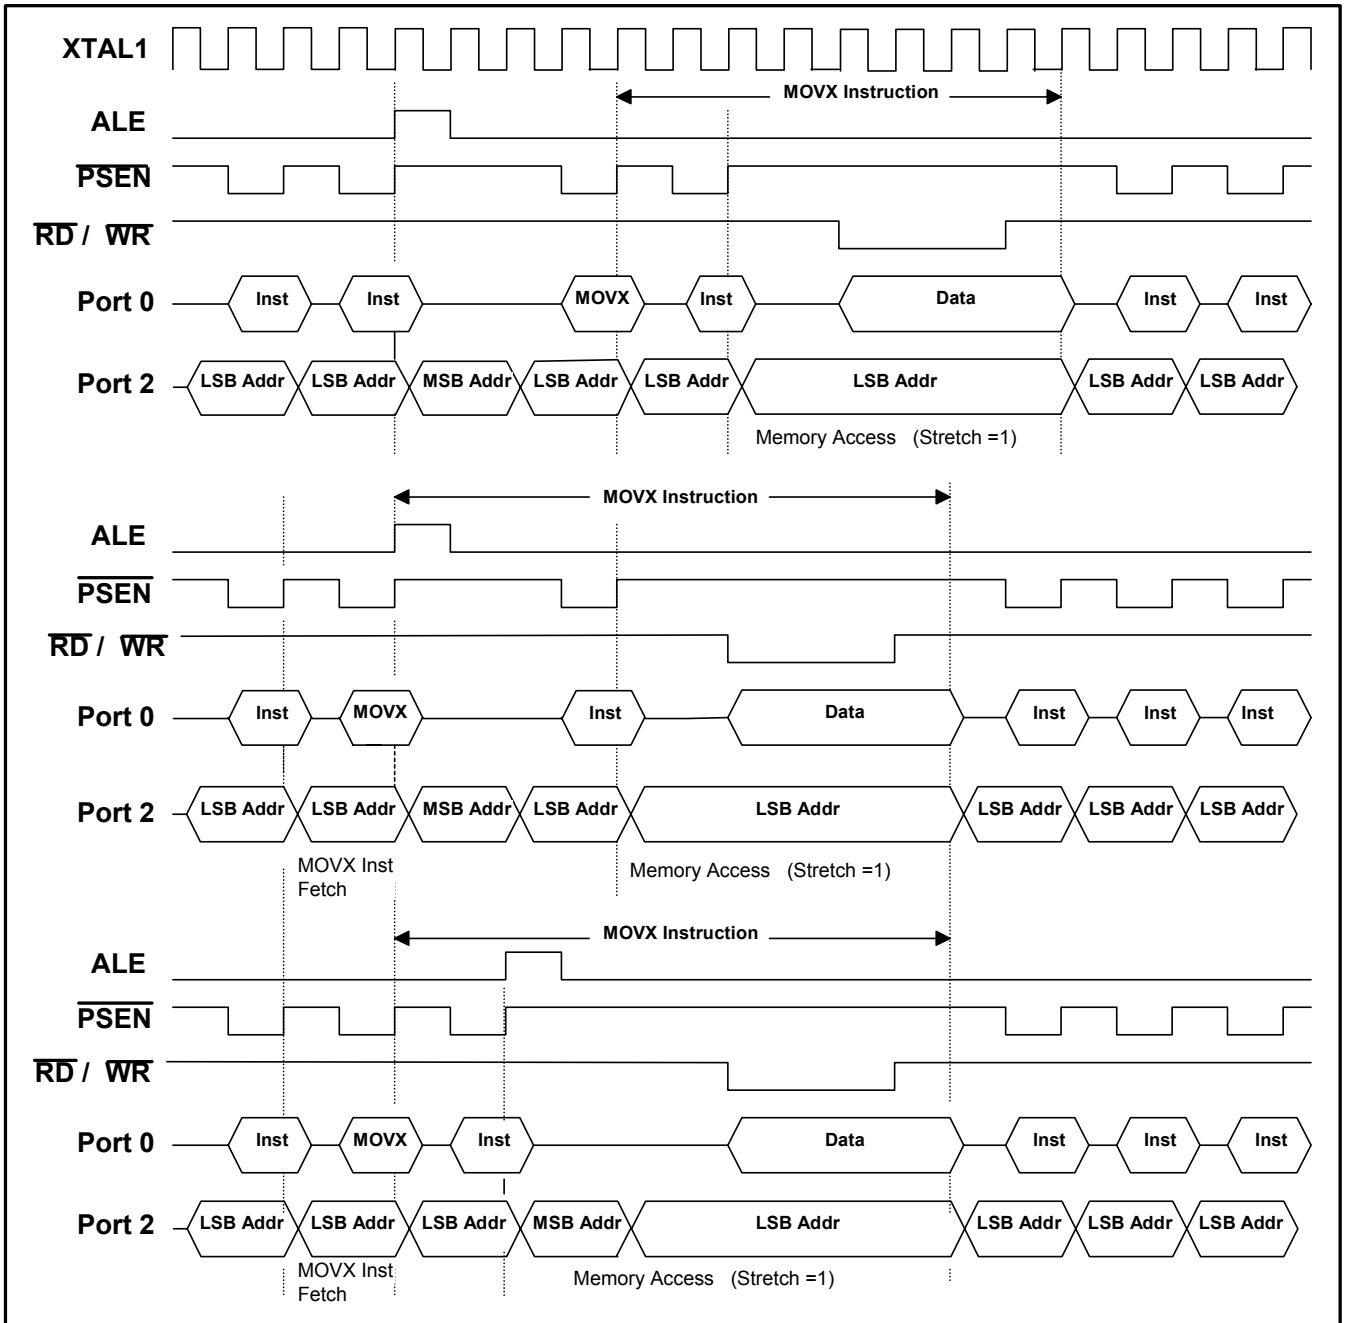 XTAL1
MOVX Instruction
ALE
PSEN
RD / WR
Port 0 Inst Inst MOVX Inst Data Inst Inst
Port 2 LSB Addr LSB Addr MSB Addr LSB Addr LSB Addr LSB Addr LSB Addr LSB Addr
Memory Access (Stretch =1)
MOVX Instruction
ALE
PSEN
RD / WR
Port 0 Inst MOVX Inst Data Inst Inst Inst
Port 2 LSB Addr LSB Addr MSB Addr LSB Addr LSB Addr LSB Addr LSB Addr LSB Addr
MOVX Inst
Fetch
Memory Access (Stretch =1)
MOVX Instruction
ALE
PSEN
RD / WR
Port 0 Inst MOVX Inst Data Inst Inst Inst
Port 2 LSB Addr LSB Addr LSB Addr MSB Addr LSB Addr LSB Addr LSB Addr LSB Addr
MOVX Inst
Fetch
Memory Access (Stretch =1)